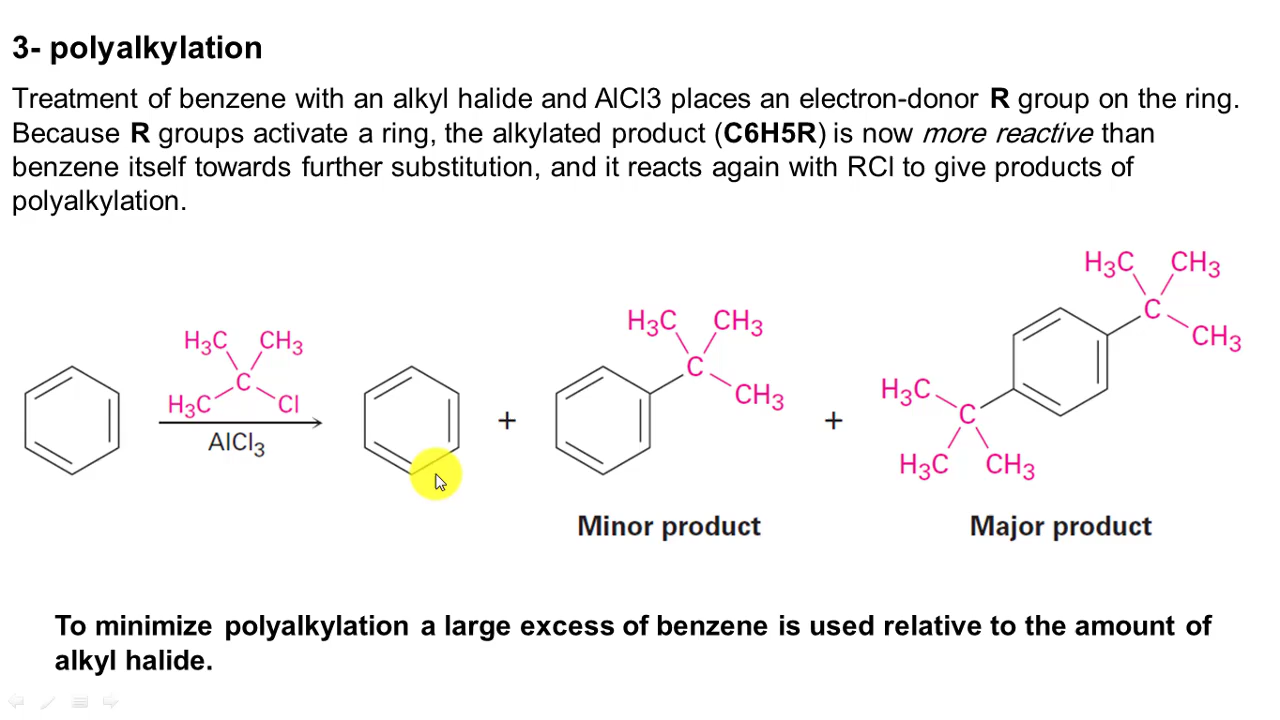 3- polyalkylation
Treatment of benzene with an alkyl halide and AlCl3 places an electron-donor R group on the ring.
Because R groups activate a ring, the alkylated product (C6H5R) is now more reactive than
benzene itself towards further substitution, and it reacts again with RCl to give products of
polyalkylation.
H₃C CH₃
C
H₃C Cl
AlCl₃
+
H₃C CH₃
C
CH₃
Minor product
+
H₃C CH₃
C
CH₃
H₃C
C
H₃C CH₃
Major product
To minimize polyalkylation a large excess of benzene is used relative to the amount of
alkyl halide.